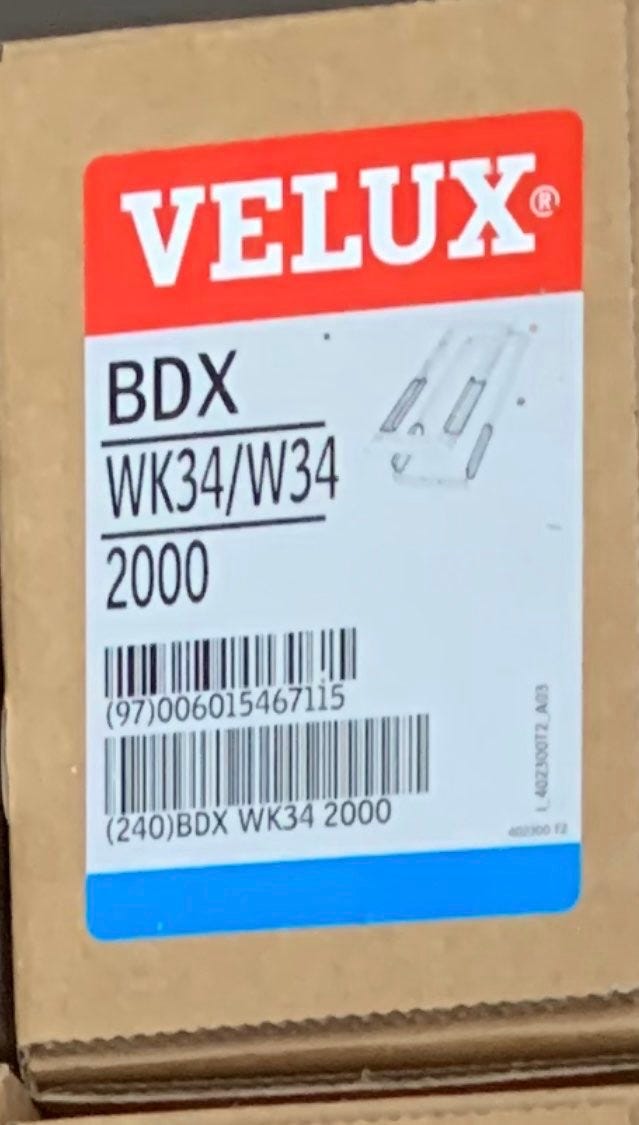 VELUX®
BDX
WK34/W34
2000
(97)006015467115
(240)BDX WK34 2000
L_402300T2_A03
402300 T2